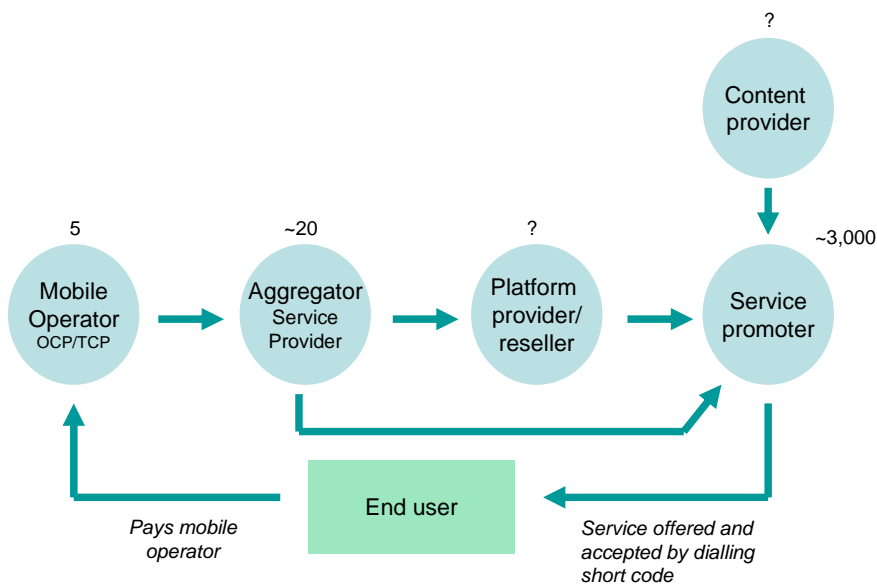 ?
Content
provider
5
~20
?
~3,000
Mobile
Operator
OCP/TCP
Aggregator
Service
Provider
Platform
provider/
reseller
Service
promoter
End user
Pays mobile
operator
Service offered and
accepted by dialling
short code